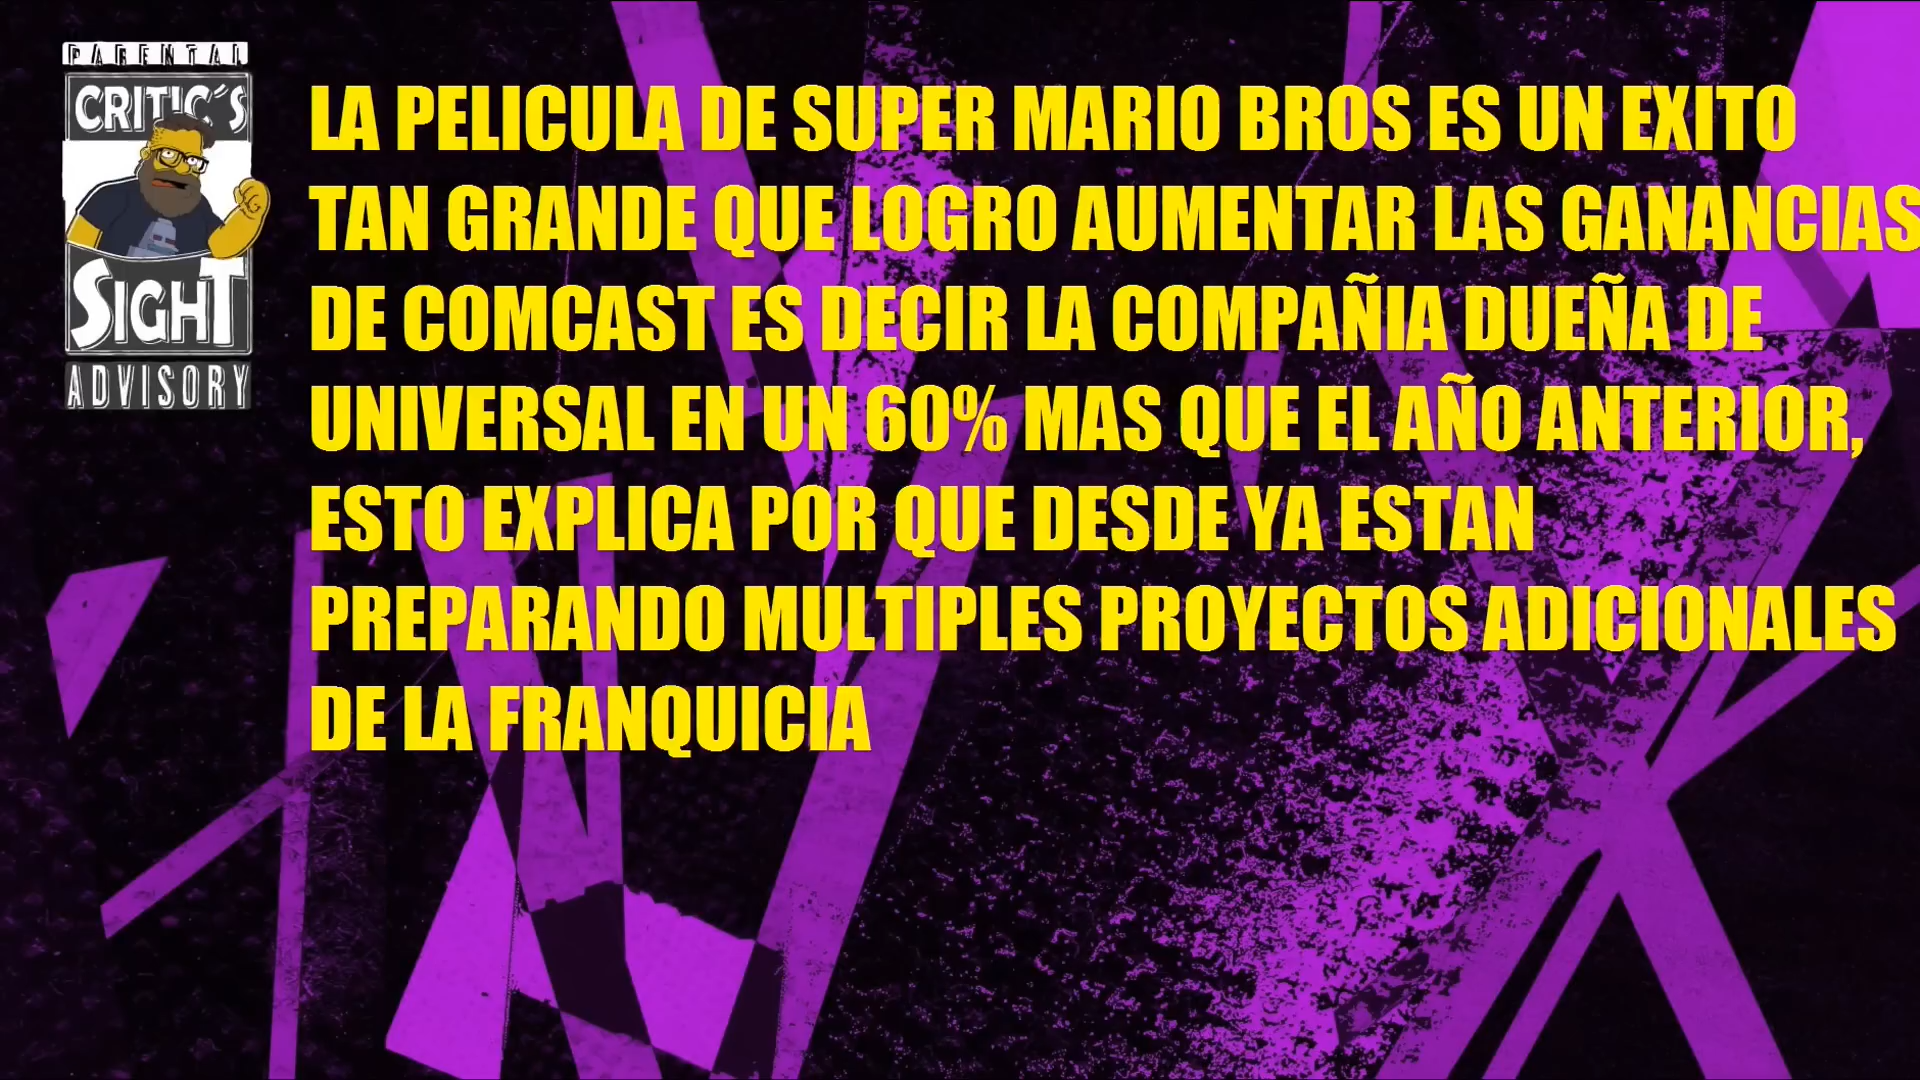 PARENTAL
CRITIC´S
SIGHT
ADVISORY
LA PELICULA DE SUPER MARIO BROS ES UN EXITO
TAN GRANDE QUE LOGRO AUMENTAR LAS GANANCIAS
DE COMCAST ES DECIR LA COMPAÑIA DUEÑA DE
UNIVERSAL EN UN 60% MAS QUE EL AÑO ANTERIOR,
ESTO EXPLICA POR QUE DESDE YA ESTAN
PREPARANDO MULTIPLES PROYECTOS ADICIONALES
DE LA FRANQUICIA